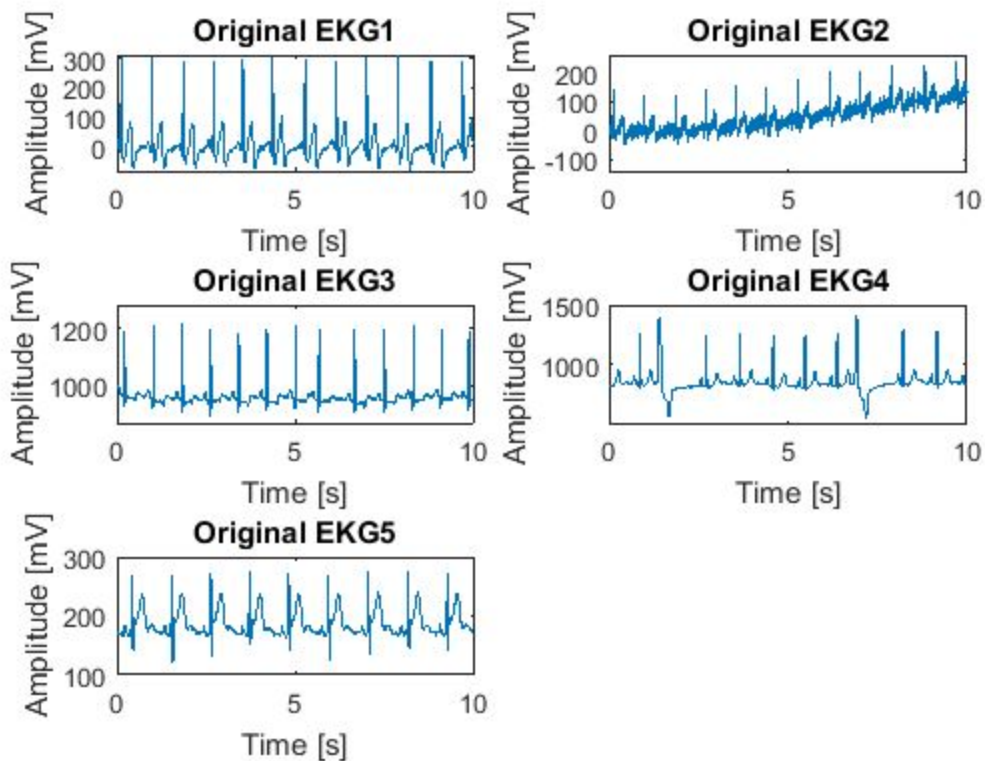 Original EKG1
Amplitude [mV]
300
200
100
0
0
5
10
Time [s]
Original EKG2
Amplitude [mV]
200
100
0
-100
0
5
10
Time [s]
Original EKG3
Amplitude [mV]
1200
1000
0
5
10
Time [s]
Original EKG4
Amplitude [mV]
1500
1000
0
5
10
Time [s]
Original EKG5
Amplitude [mV]
300
200
100
0
5
10
Time [s]